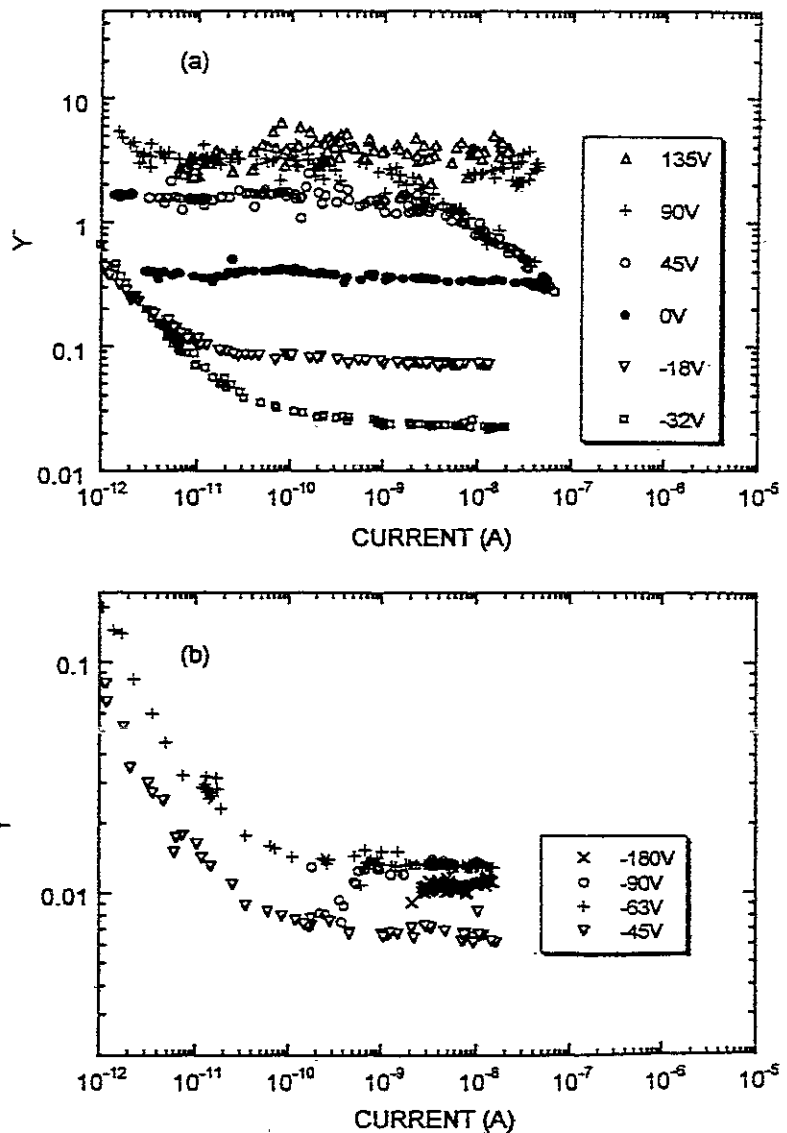 (a)
10
1
0.1
0.01
Y⁻
10⁻¹² 10⁻¹¹ 10⁻¹⁰ 10⁻⁹ 10⁻⁸ 10⁻⁷ 10⁻⁶ 10⁻⁵
CURRENT (A)
135V
90V
45V
0V
-18V
-32V
(b)
0.1
0.01
Y
10⁻¹² 10⁻¹¹ 10⁻¹⁰ 10⁻⁹ 10⁻⁸ 10⁻⁷ 10⁻⁶ 10⁻⁵
CURRENT (A)
-180V
-90V
-63V
-45V